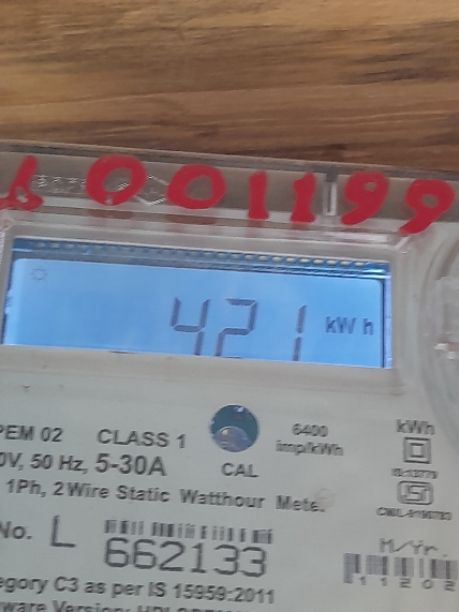 6001199
421 kWh
PEM 02 CLASS 1
6400
imp/kWh
kWh
0V, 50 Hz, 5-30A
CAL
1Ph, 2 Wire Static Watthour Mete
No. L 662133
M/Yr.
11202
egory C3 as per IS 15959:2011